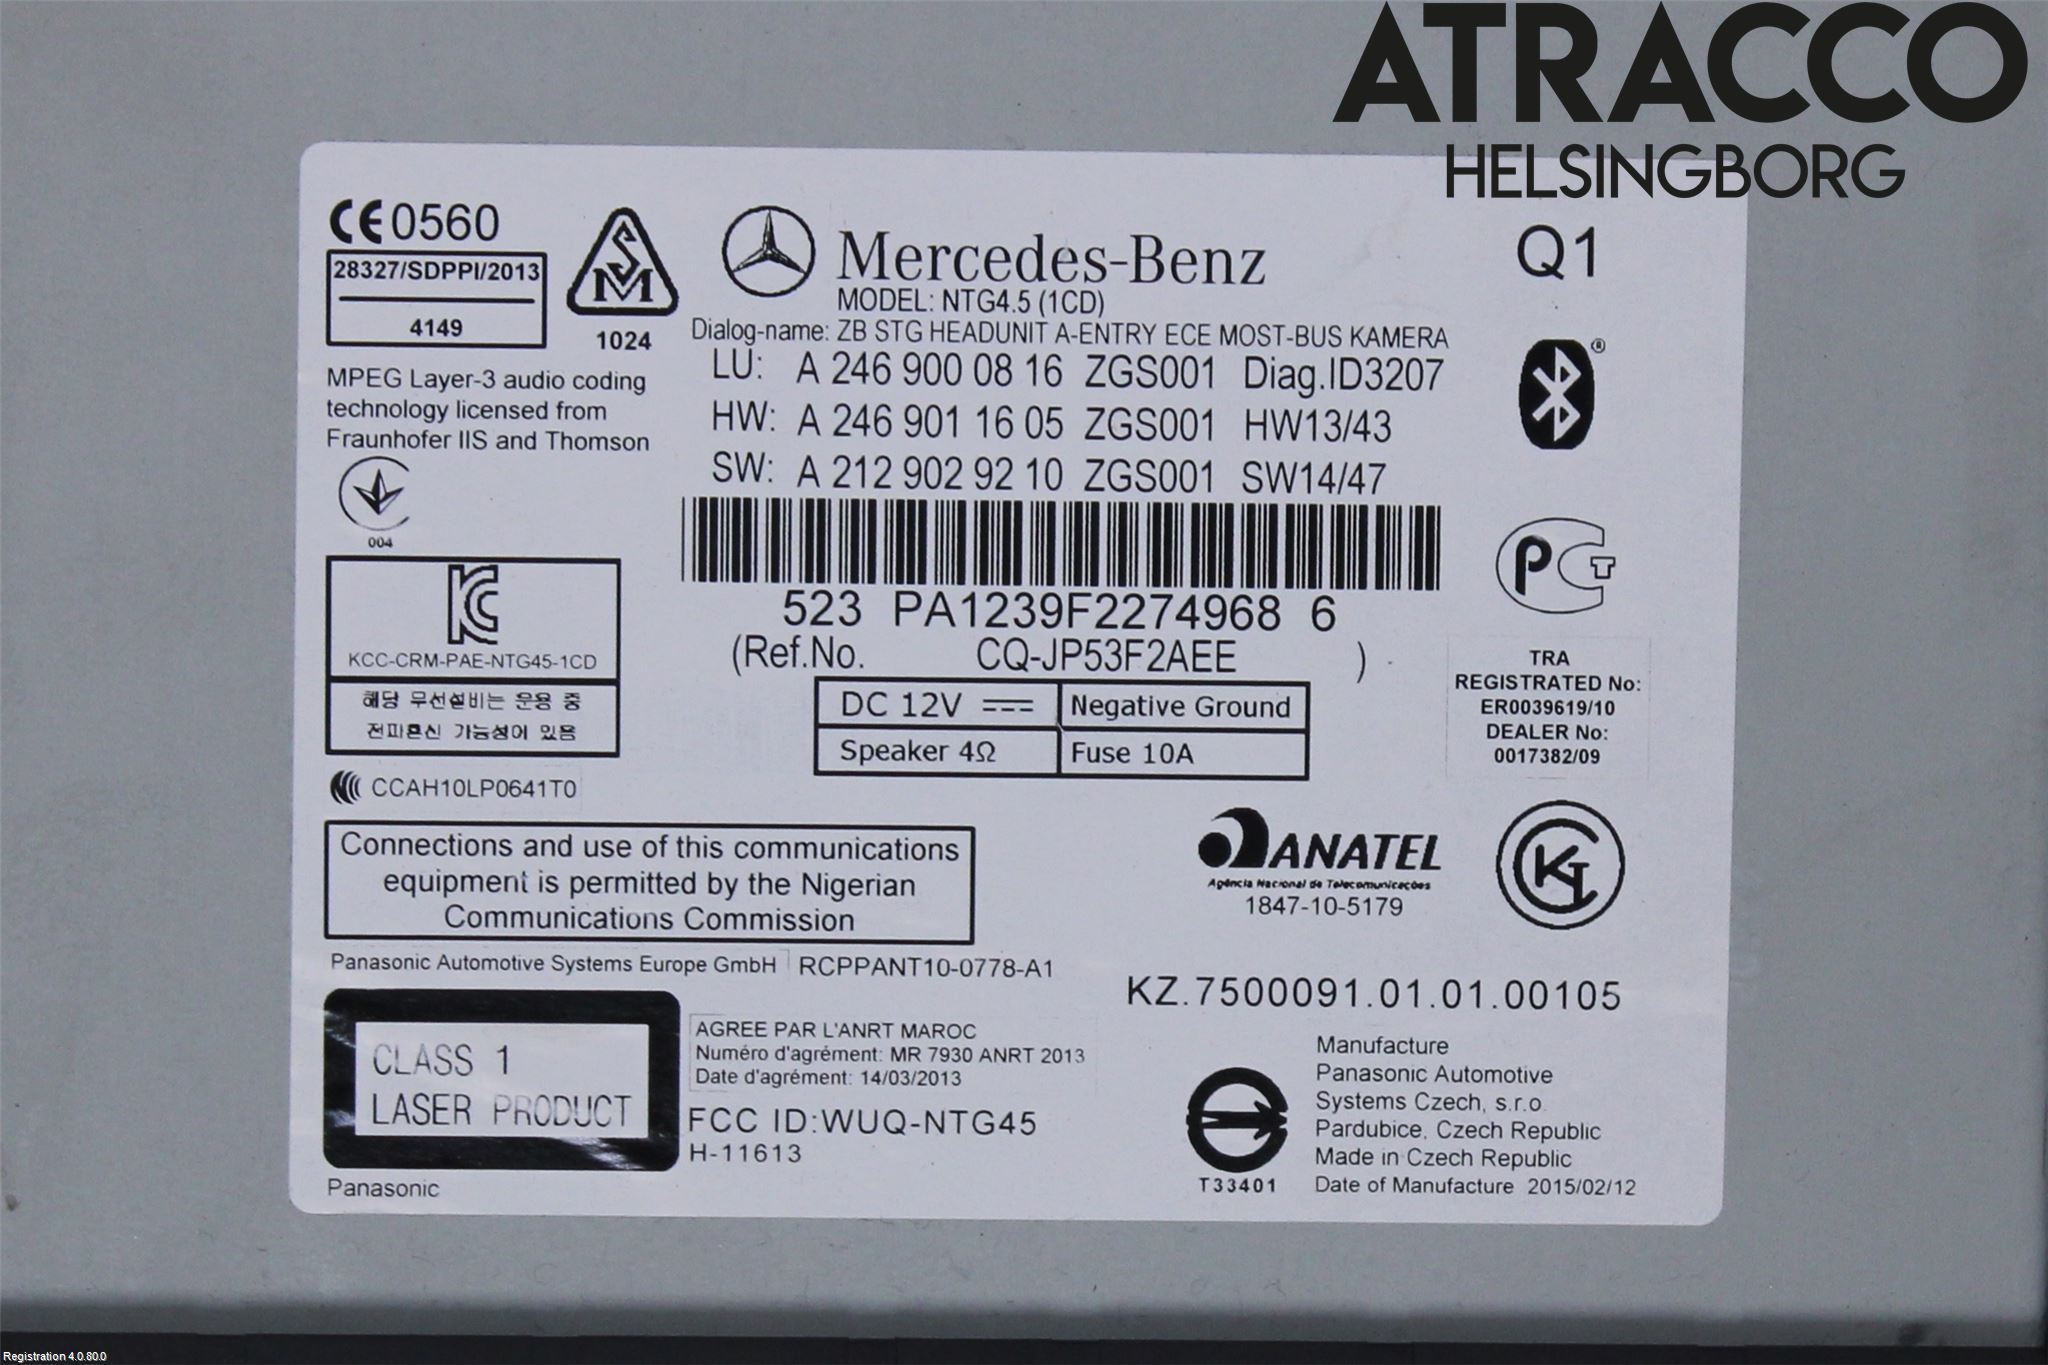 ATRACCO
HELSINGBORG
CE0560
28327/SDPPI/2013
4149
SM
1024
Mercedes-Benz
Q1
MODEL: NTG4.5 (1CD)
Dialog-name: ZB STG HEADUNIT A-ENTRY ECE MOST-BUS KAMERA
LU: A 246 900 08 16 ZGS001 Diag.ID3207
HW: A 246 901 16 05 ZGS001 HW13/43
SW: A 212 902 92 10 ZGS001 SW14/47
MPEG Layer-3 audio coding
technology licensed from
Fraunhofer IIS and Thomson
004
523 PA1239F2274968 6
(Ref.No. CQ-JP53F2AEE )
KC
KCC-CRM-PAE-NTG45-1CD
해당 무선설비는 운용 중
전파혼신 가능성이 있음
DC 12V Negative Ground
Speaker 4Ω Fuse 10A
PCT
TRA
REGISTRATED No:
ER0039619/10
DEALER No:
0017382/09
CCAH10LP0641T0
Connections and use of this communications
equipment is permitted by the Nigerian
Communications Commission
ANATEL
Agência Nacional de Telecomunicações
1847-10-5179
Panasonic Automotive Systems Europe GmbH RCPPANT10-0778-A1
KZ.7500091.01.01.00105
CLASS 1
LASER PRODUCT
Panasonic
AGREE PAR L'ANRT MAROC
Numéro d'agrément: MR 7930 ANRT 2013
Date d'agrément: 14/03/2013
FCC ID:WUQ-NTG45
H-11613
T33401
Manufacture
Panasonic Automotive
Systems Czech, s.r.o.
Pardubice, Czech Republic
Made in Czech Republic
Date of Manufacture 2015/02/12
Registration 4.0.80.0